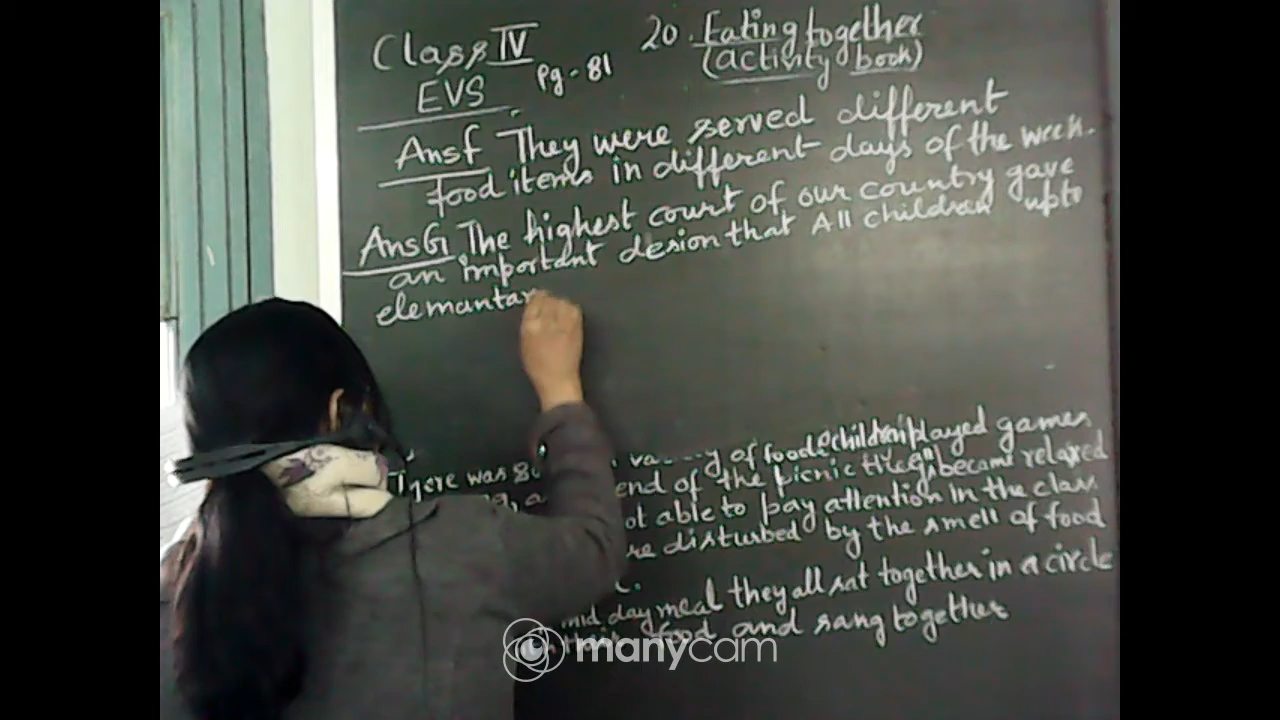 Class IV
EVS
Pg - 81
20. Eating together
(activity book)
Ansf They were served different
food items in different days of the week.
AnsG The highest court of our country gave
an important desion that All children upto
elemantar
There was of food children played games
end of the picnic they became relaxed
able to pay attention in the class
disturbed by the smell of food
mid day meal they all sat together in a circle
food and sang together
manycam